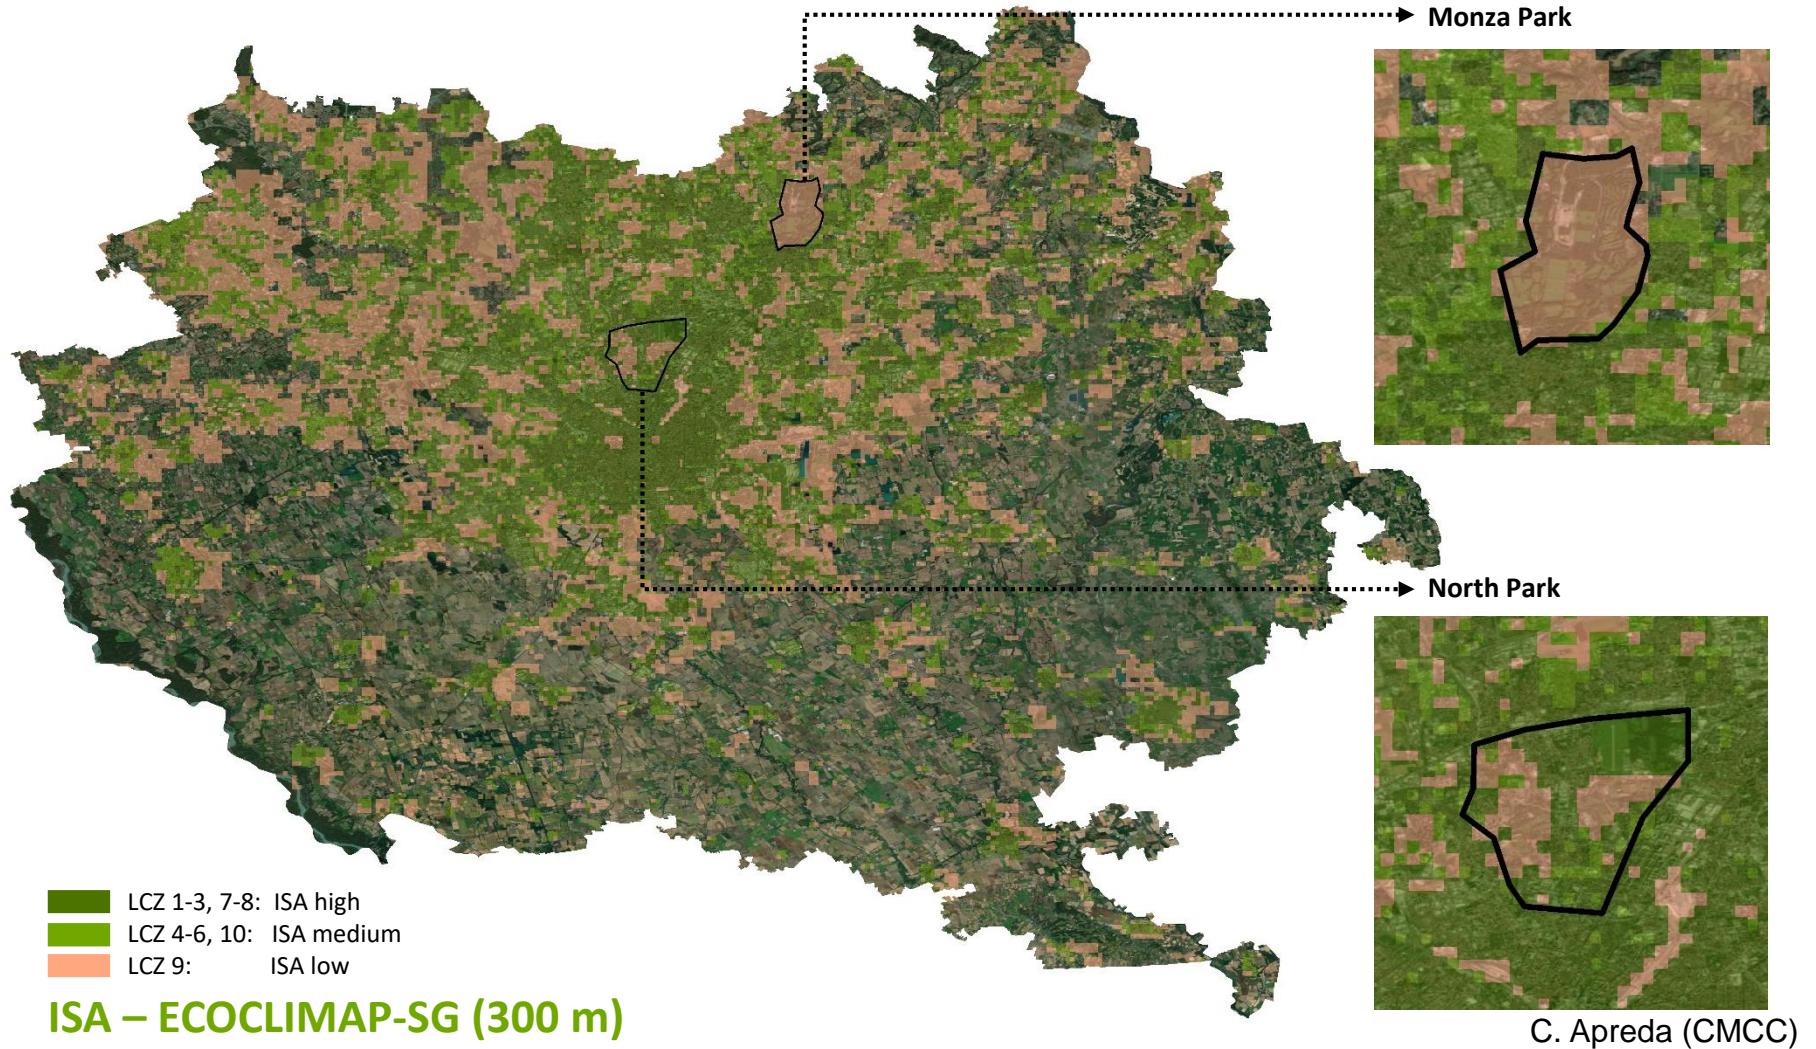 Monza Park
North Park
LCZ 1-3, 7-8: ISA high
LCZ 4-6, 10: ISA medium
LCZ 9: ISA low
ISA – ECOCLIMAP-SG (300 m)
C. Apreda (CMCC)